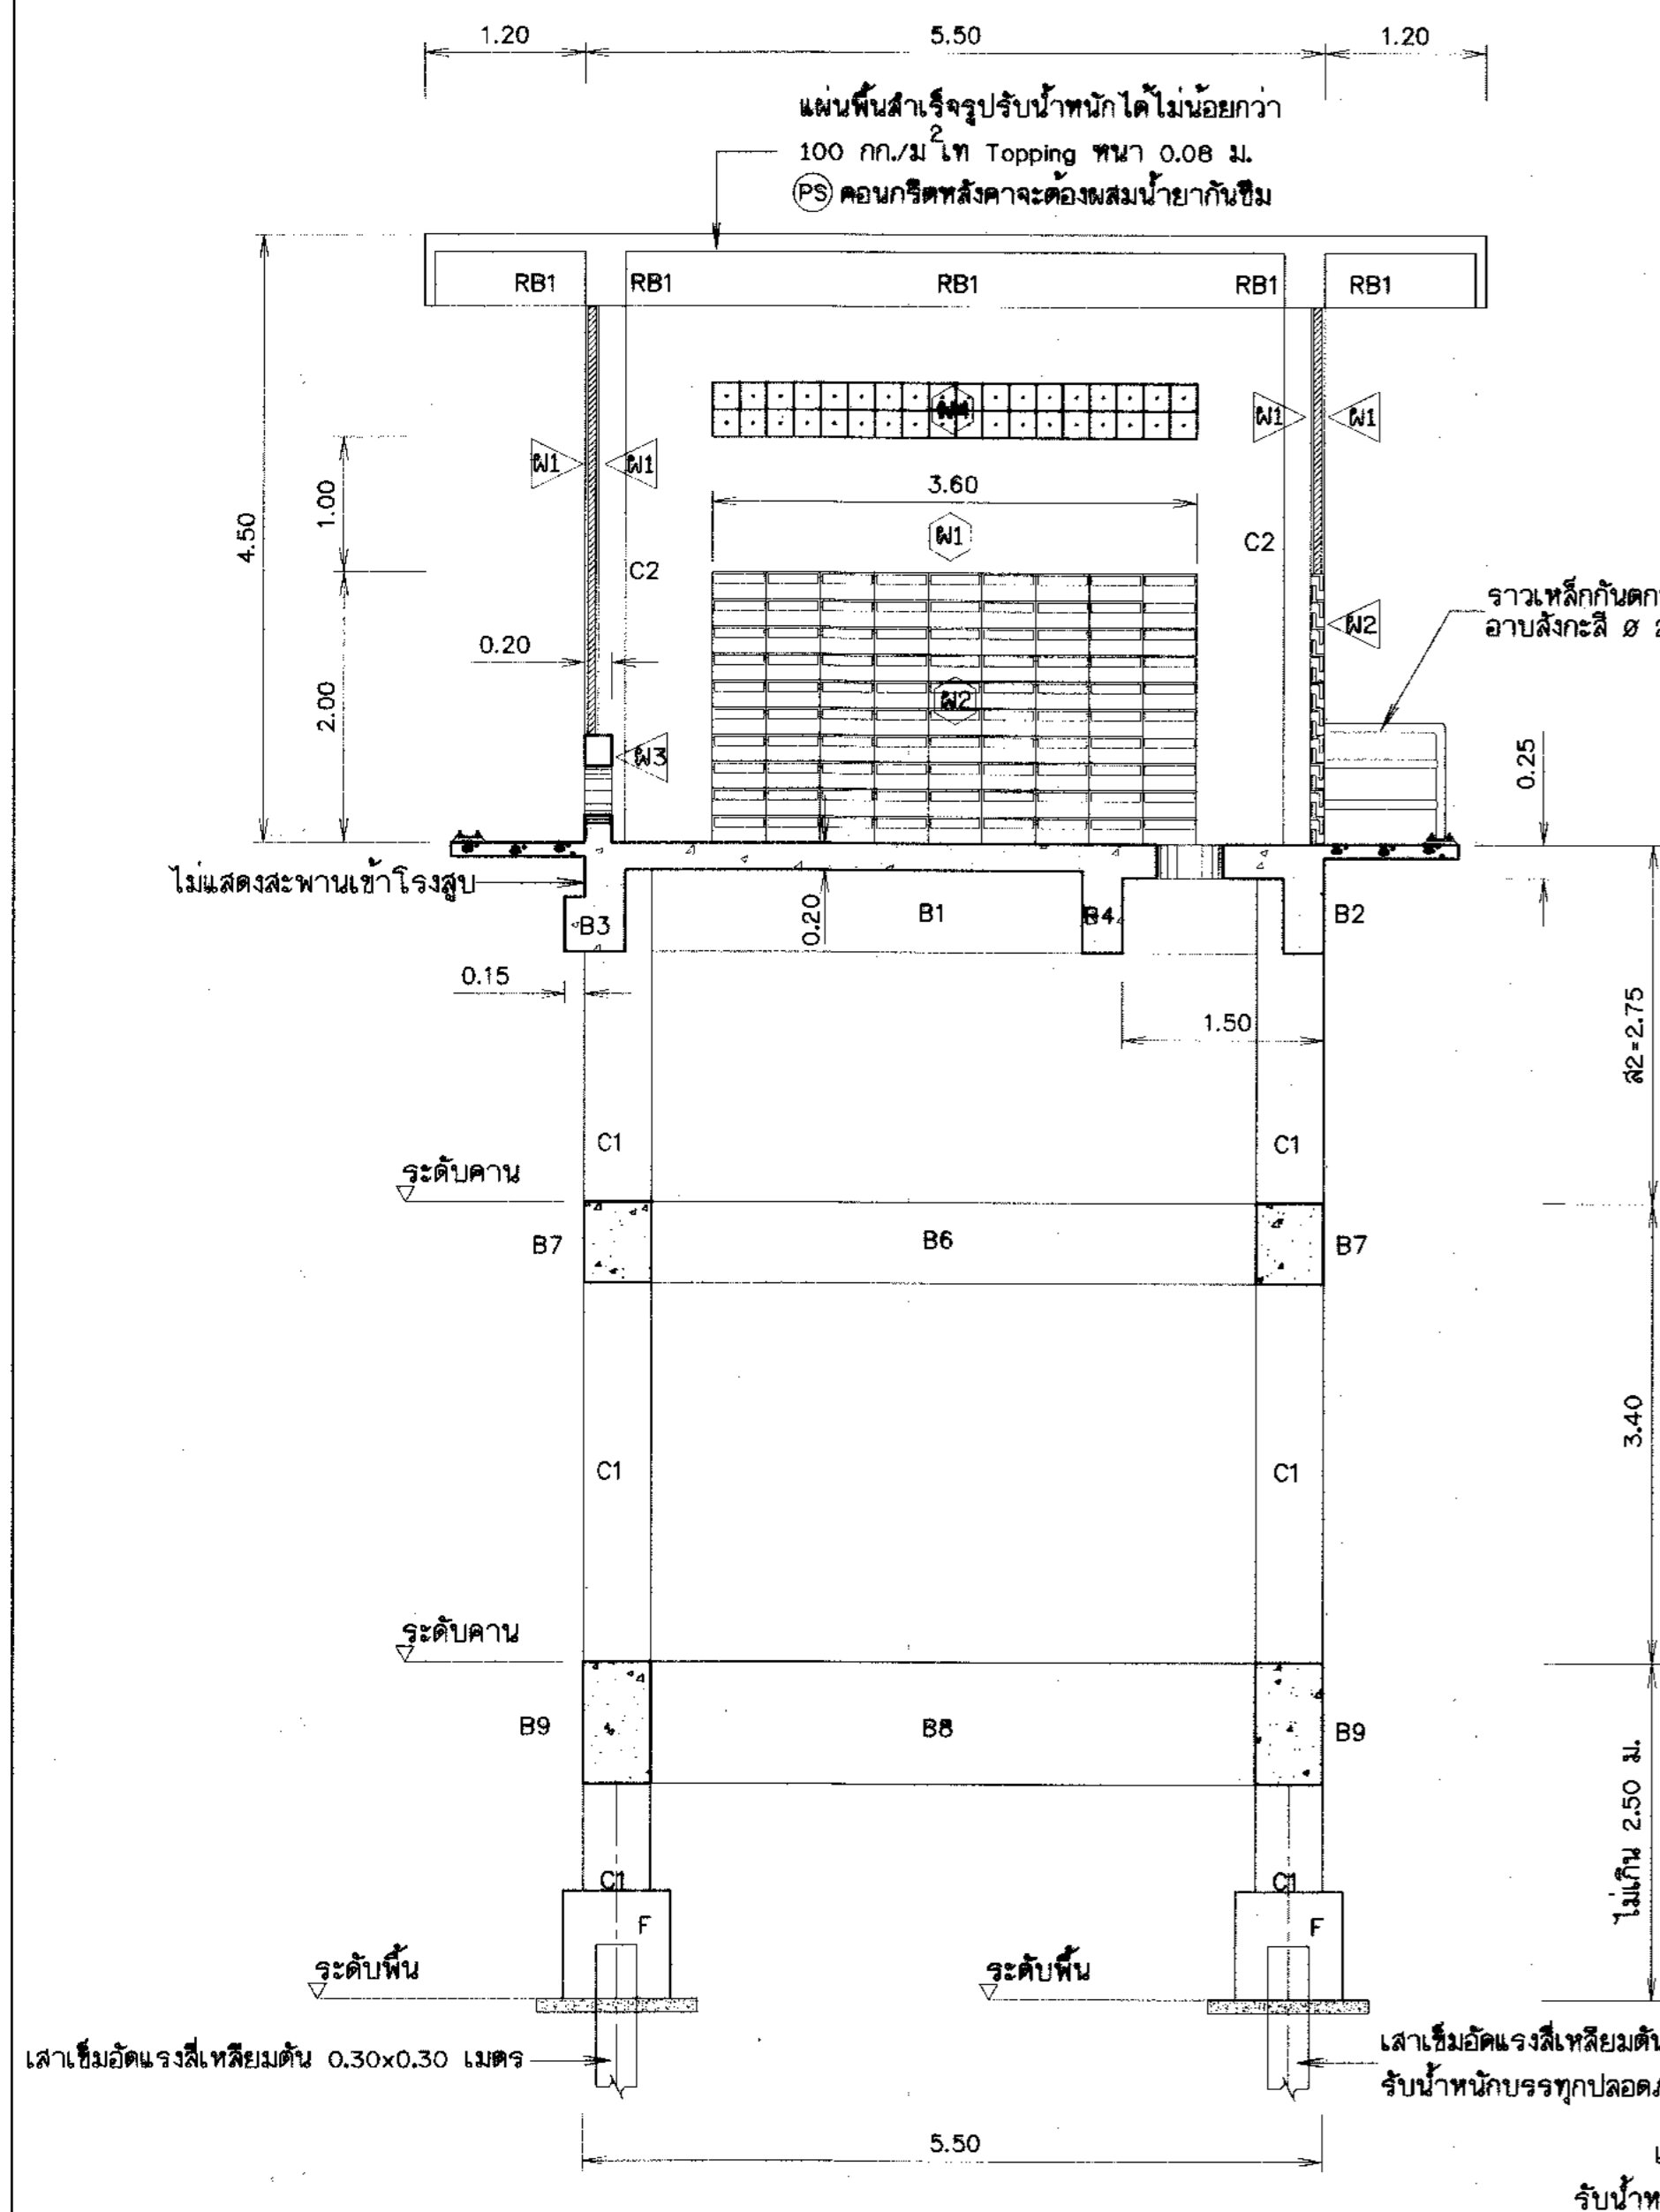 1.20 5.50 1.20
แผ่นพื้นสำเร็จรูปรับน้ำหนักได้ไม่น้อยกว่า
100 กก./ม2 เท Topping หนา 0.08 ม.
PS คอนกรีตหลังคาจะต้องผสมน้ำยากันซึม
RB1 RB1 RB1 RB1 RB1
ผ1 ผ1
ผ1 ผ1
4.50
1.00
3.60
ผ1
C2
C2
ราวเหล็กกันตก
อาบสังกะสี ø
ผ2
0.20
2.00
ผ2
ผ3
0.25
ไม่แสดงสะพานเข้าโรงสูบ
B3 0.20 B1 B4 B2
0.15
1.50
ส2=2.75
C1 C1
ระดับคาน
B7 B6 B7
3.40
C1 C1
ระดับคาน
B9 B8 B9
ไม่เกิน 2.50 ม.
C1 C1
F F
ระดับพื้น ระดับพื้น
เสาเข็มอัดแรงสี่เหลี่ยมตัน 0.30x0.30 เมตร
เสาเข็มอัดแรงสี่เหลี่ยมตัน
รับน้ำหนักบรรทุกปลอด
5.50
รับน้ำห